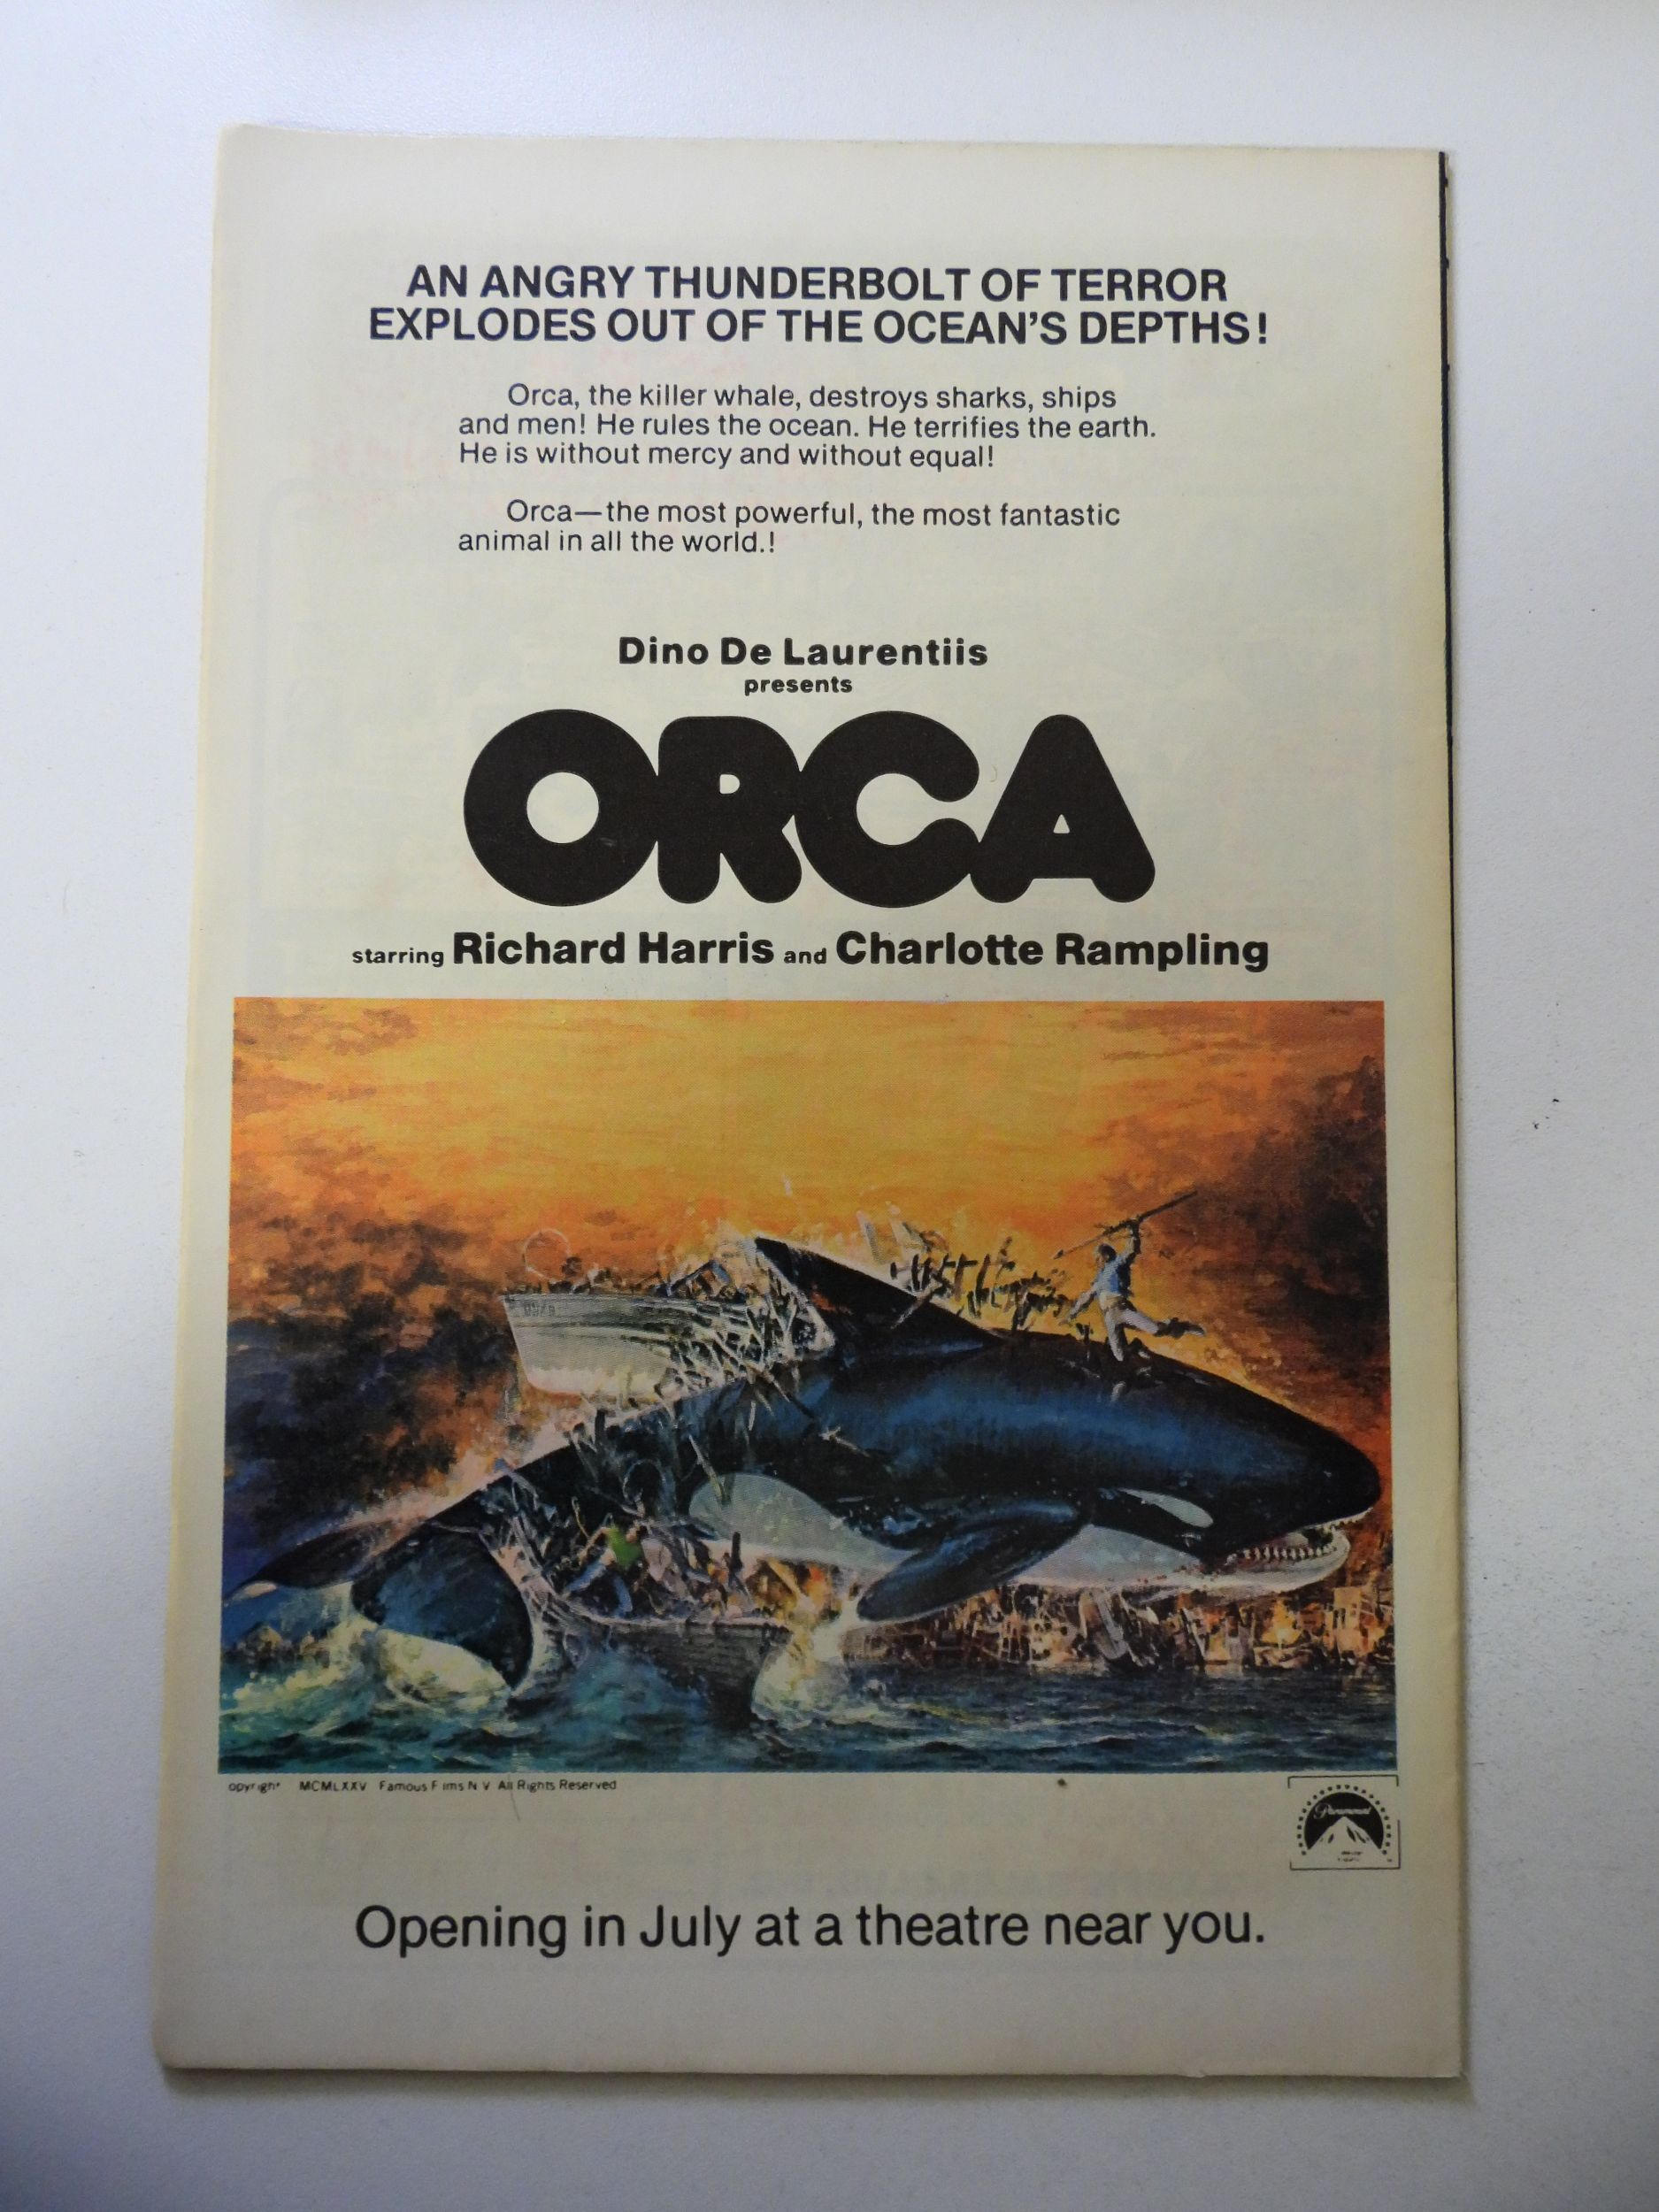 AN ANGRY THUNDERBOLT OF TERROR
EXPLODES OUT OF THE OCEAN'S DEPTHS!
Orca, the killer whale, destroys sharks, ships
and men! He rules the ocean. He terrifies the earth.
He is without mercy and without equal!
Orca—the most powerful, the most fantastic
animal in all the world.!
Dino De Laurentiis
presents
ORCA
starring Richard Harris and Charlotte Rampling
opyright MCMLXXV Famous F ims N V All Rights Reserved
Paramount
Opening in July at a theatre near you.